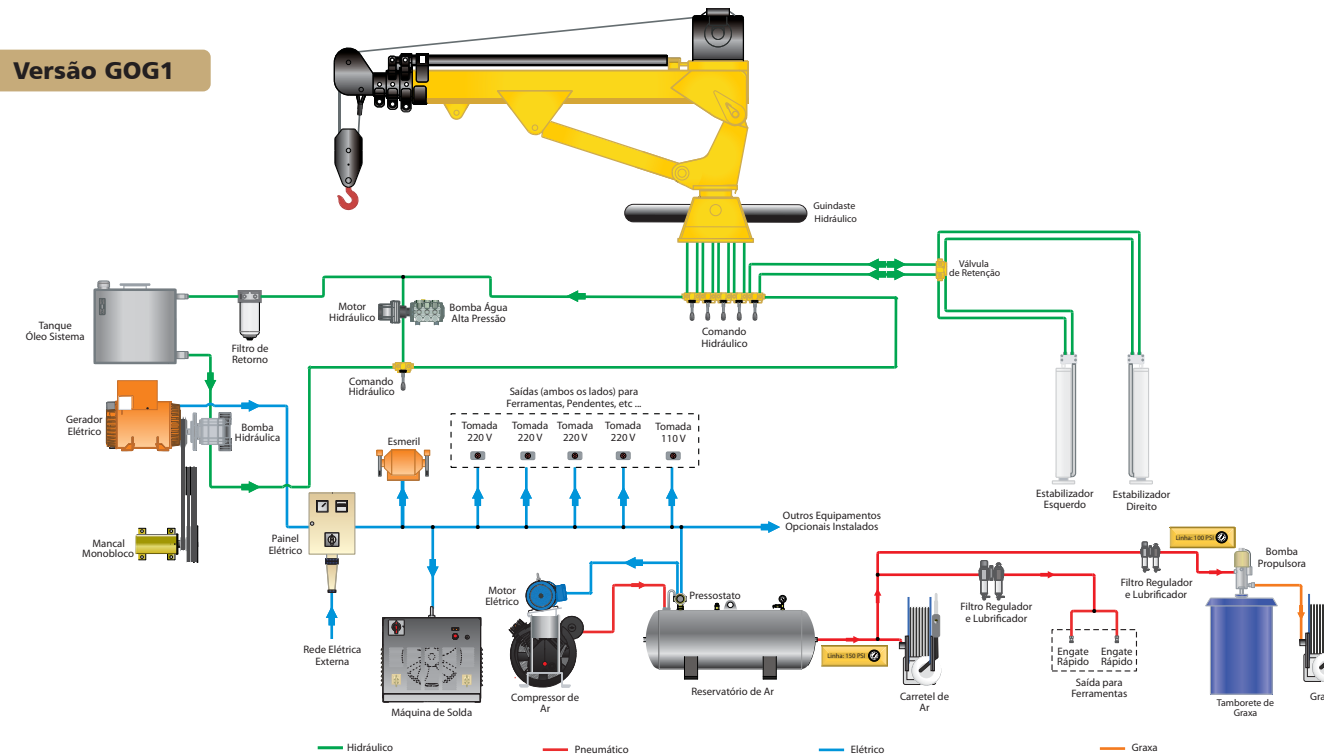 Versão GOG1
Guindaste
Hidráulico
Válvula
de Retenção
Motor
Hidráulico
Bomba Água
Alta Pressão
Tanque
Óleo Sistema
Filtro de
Retorno
Comando
Hidráulico
Comando
Hidráulico
Saídas (ambos os lados) para
Ferramentas, Pendentes, etc ...
Gerador
Elétrico
Bomba
Hidráulica
Esmeril
Tomada
220 V
Tomada
220 V
Tomada
220 V
Tomada
220 V
Tomada
110 V
Estabilizador
Esquerdo
Estabilizador
Direito
Mancal
Monobloco
Painel
Elétrico
Outros Equipamentos
Opcionais Instalados
Linha: 100 PSI
Bomba
Propulsora
Filtro Regulador
e Lubrificador
Motor
Elétrico
Pressostato
Filtro Regulador
e Lubrificador
Rede Elétrica
Externa
Linha: 150 PSI
Engate
Rápido
Engate
Rápido
Saída para
Ferramentas
Máquina de Solda
Compressor de
Ar
Reservatório de Ar
Carretel de
Ar
Tamborete de
Graxa
Gra
Hidráulico
Pneumático
Elétrico
Graxa